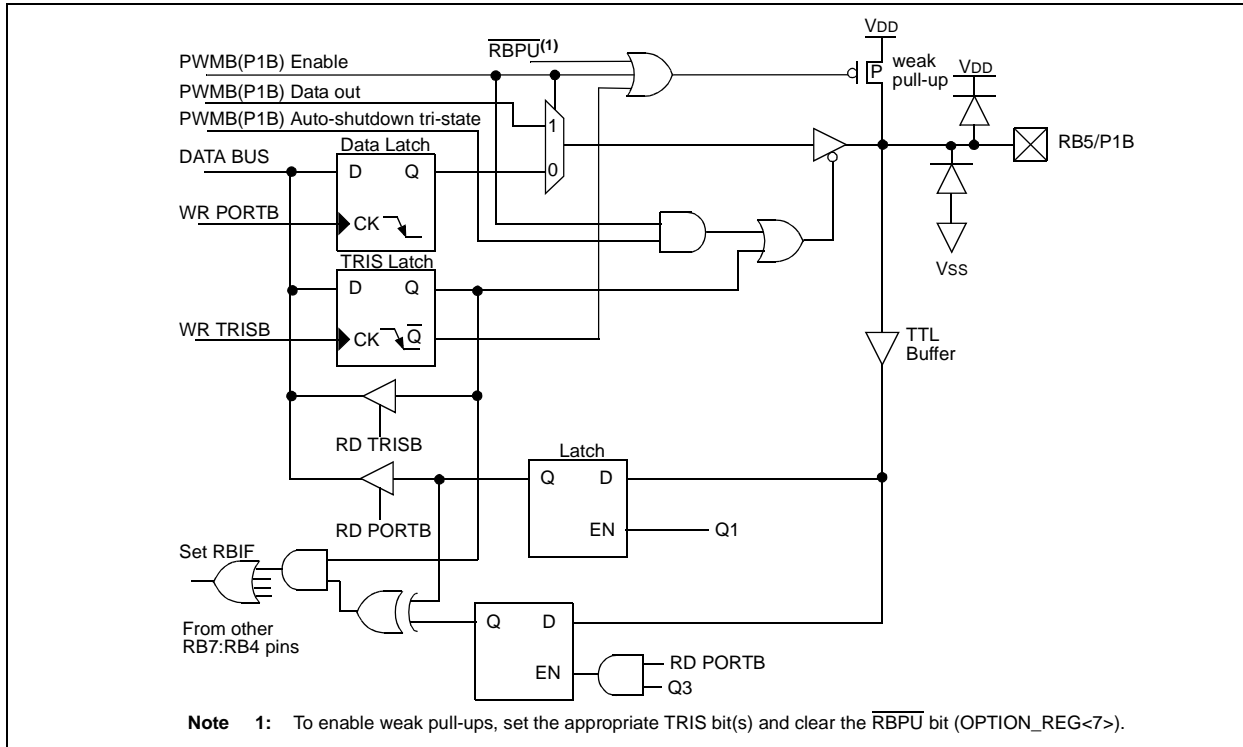 VDD
RBPU(1)
PWMB(P1B) Enable
P
weak
pull-up
VDD
PWMB(P1B) Data out
1
PWMB(P1B) Auto-shutdown tri-state
Data Latch
RB5/P1B
DATA BUS
D Q
0
WR PORTB
CK
TRIS Latch
VSS
D Q
WR TRISB
CK Q
TTL
Buffer
RD TRISB
Latch
Q D
RD PORTB
EN
Q1
Set RBIF
From other
RB7:RB4 pins
Q D
EN
RD PORTB
Q3
Note 1: To enable weak pull-ups, set the appropriate TRIS bit(s) and clear the RBPU bit (OPTION_REG<7>).